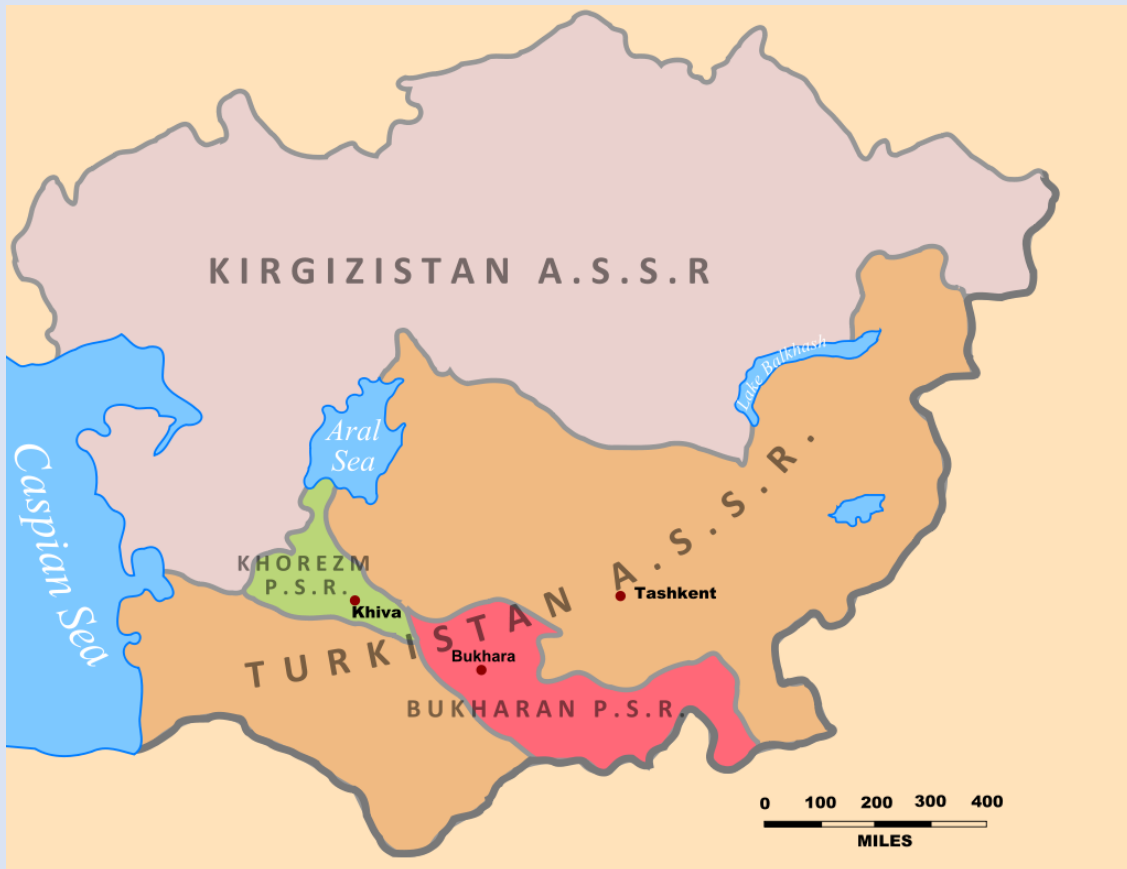 KIRGIZISTAN A.S.S.R
Lake Balkhash
Aral
Sea
Caspian Sea
KHOREZM
P.S.R.
Khiva
TURKISTAN A.S.S.R.
Tashkent
Bukhara
BUKHARAN P.S.R.
0 100 200 300 400
MILES